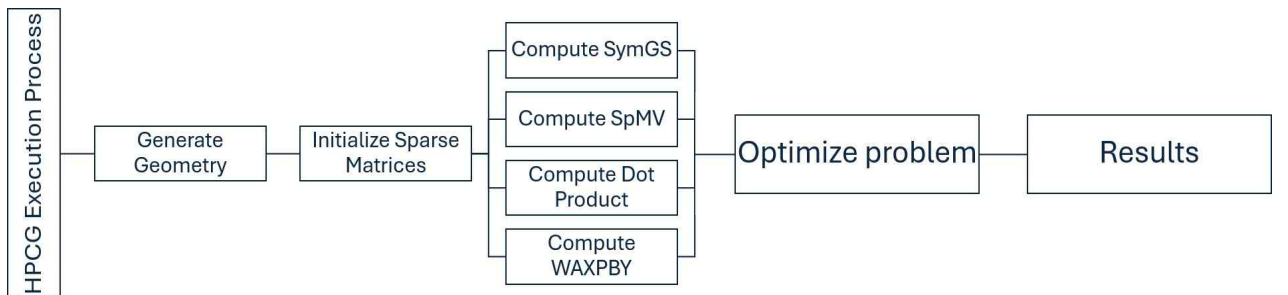 HPCG Execution Process
Generate
Geometry
Initialize Sparse
Matrices
Compute SymGS
Compute SpMV
Compute Dot
Product
Compute
WAXPBY
Optimize problem
Results